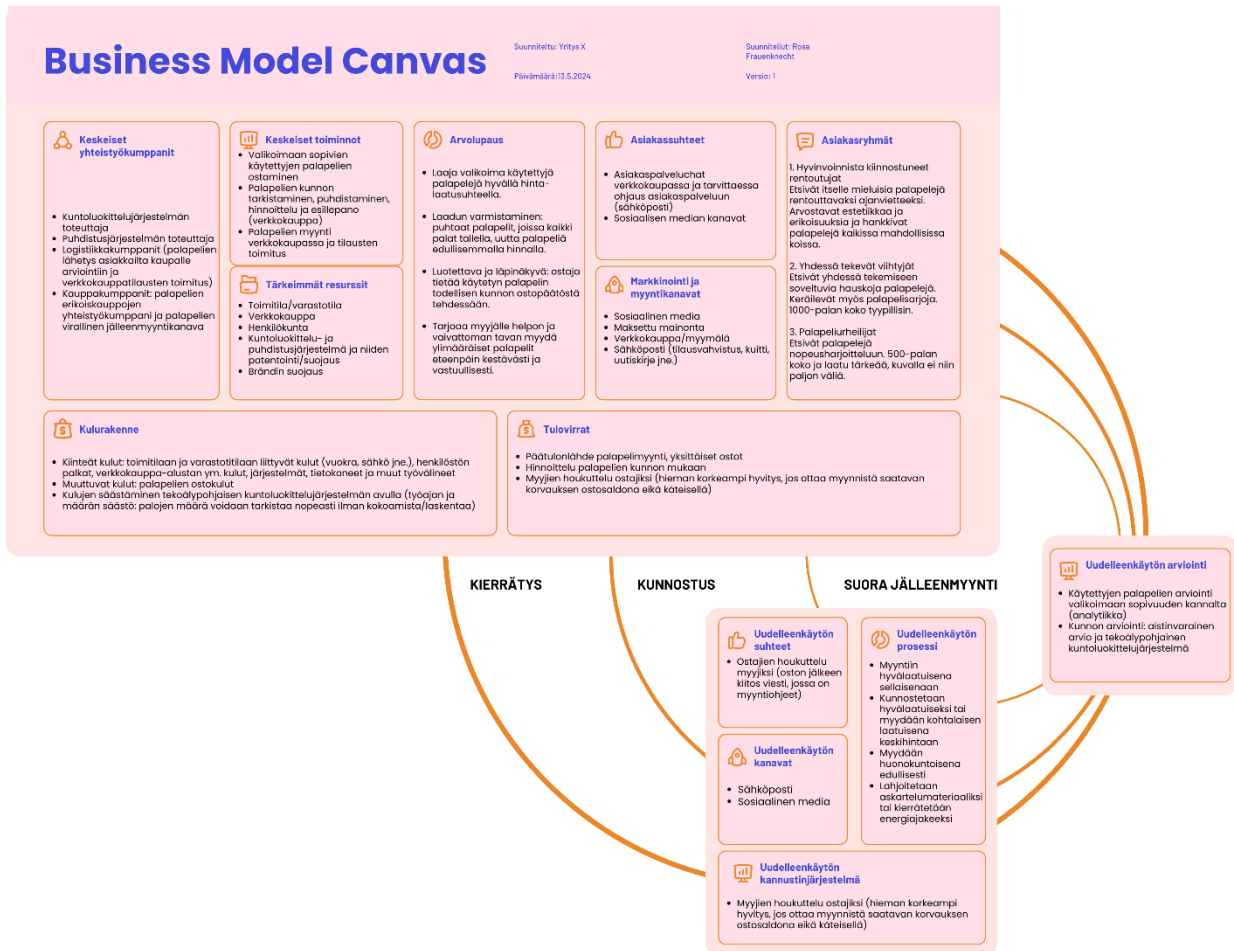 Business Model Canvas
Suunniteltu: Yritys X
Suunnitellut: Rosa
Frauenknecht
Päivämäärä:13.5.2024
Versio: 1
Keskeiset
yhteistyökumppanit
• Kuntoluokittelujärjestelmän
toteuttaja
• Puhdistusjärjestelmän toteuttaja
• Logistiikkakumppanit (palapelien
lähetys asiakkailta kaupalle
arviointiin ja
verkkokauppatilausten toimitus)
• Kauppakumppanit: palapelien
erikoiskauppojen
yhteistyökumppani ja palapelien
virallinen jälleenmyyntikanava
Keskeiset toiminnot
• Valikoimaan sopivien
käytettyjen palapelien
ostaminen
• Palapelien kunnon
tarkistaminen, puhdistaminen,
hinnoittelu ja esillepano
(verkkokauppa)
• Palapelien myynti
verkkokaupassa ja tilausten
toimitus
Tärkeimmät resurssit
• Toimitila/varastotila
• Verkkokauppa
• Henkilökunta
• Kuntoluokittelu- ja
puhdistusjärjestelmä ja niiden
patentointi/suojaus
• Brändin suojaus
Arvolupaus
• Laaja valikoima käytettyjä
palapelejä hyvällä hinta-
laatusuhteella.
• Laadun varmistaminen:
puhtaat palapelit, joissa kaikki
palat tallella, uutta palapeliä
edullisemmalla hinnalla.
• Luotettava ja läpinäkyvä: ostaja
tietää käytetyn palapelin
todellisen kunnon ostopäätöstä
tehdessään.
• Tarjoaa myyjälle helpon ja
vaivattoman tavan myydä
ylimääräiset palapelit
eteenpäin kestävästi ja
vastuullisesti.
Asiakassuhteet
• Asiakaspalveluchat
verkkokaupassa ja tarvittaessa
ohjaus asiakaspalveluun
(sähköposti)
• Sosiaalisen median kanavat
Markkinointi ja
myyntikanavat
• Sosiaalinen media
• Maksettu mainonta
• Verkkokauppa/myymälä
• Sähköposti (tilausvahvistus, kuitti,
uutiskirje jne.)
Asiakasryhmät
1. Hyvinvoinnista kiinnostuneet
rentoutujat
Etsivät itselle mieluisia palapelejä
rentouttavaksi ajanvietteeksi.
Arvostavat estetiikkaa ja
erikoisuuksia ja hankkivat
palapelejä kaikissa mahdollisissa
koissa.
2. Yhdessä tekevät viihtyjät
Etsivät yhdessä tekemiseen
soveltuvia hauskoja palapelejä.
Keräilevät myös palapelisarjoja.
1000-palan koko tyypillisin.
3. Palapeliurheilijat
Etsivät palapelejä
nopeusharjoitteluun. 500-palan
koko ja laatu tärkeää, kuvalla ei niin
paljon väliä.
Kulurakenne
• Kiinteät kulut: toimitilaan ja varastotitilaan liittyvät kulut (vuokra, sähkö jne.), henkilöstön
palkat, verkkokauppa-alustan ym. kulut, järjestelmät, tietokoneet ja muut työvälineet
• Muuttuvat kulut: palapelien ostokulut
• Kulujen säästäminen tekoälypohjaisen kuntoluokittelujärjestelmän avulla (työajan ja
määrän säästö: palojen määrä voidaan tarkistaa nopeasti ilman kokoamista/laskentaa)
Tulovirrat
• Päätulonlähde palapelimyynti, yksittäiset ostot
• Hinnoittelu palapelien kunnon mukaan
• Myyjien houkuttelu ostajiksi (hieman korkeampi hyvitys, jos ottaa myynnistä saatavan
korvauksen ostosaldona eikä käteisellä)
KIERRÄTYS
KUNNOSTUS
SUORA JÄLLEENMYYNTI
Uudelleenkäytön arviointi
• Käytettyjen palapelien arviointi
valikoimaan sopivuuden kannalta
(analytiikka)
• Kunnon arviointi: aistinvarainen
arvio ja tekoälypohjainen
kuntoluokittelujärjestelmä
Uudelleenkäytön
suhteet
• Ostajien houkuttelu
myyjiksi (oston jälkeen
kiitos viesti, jossa on
myyntiohjeet)
Uudelleenkäytön
kanavat
• Sähköposti
• Sosiaalinen media
Uudelleenkäytön
prosessi
• Myyntiin
hyvälaatuisena
sellaisenaan
• Kunnostetaan
hyvälaatuiseksi tai
myydään kohtalaisen
laatuisena
keskihintaan
• Myydään
huonokuntoisena
edullisesti
• Lahjoitetaan
askartelumateriaaliksi
tai kierrätetään
energiajakeeksi
Uudelleenkäytön
kannustinjärjestelmä
• Myyjien houkuttelu ostajiksi (hieman korkeampi
hyvitys, jos ottaa myynnistä saatavan korvauksen
ostosaldona eikä käteisellä)